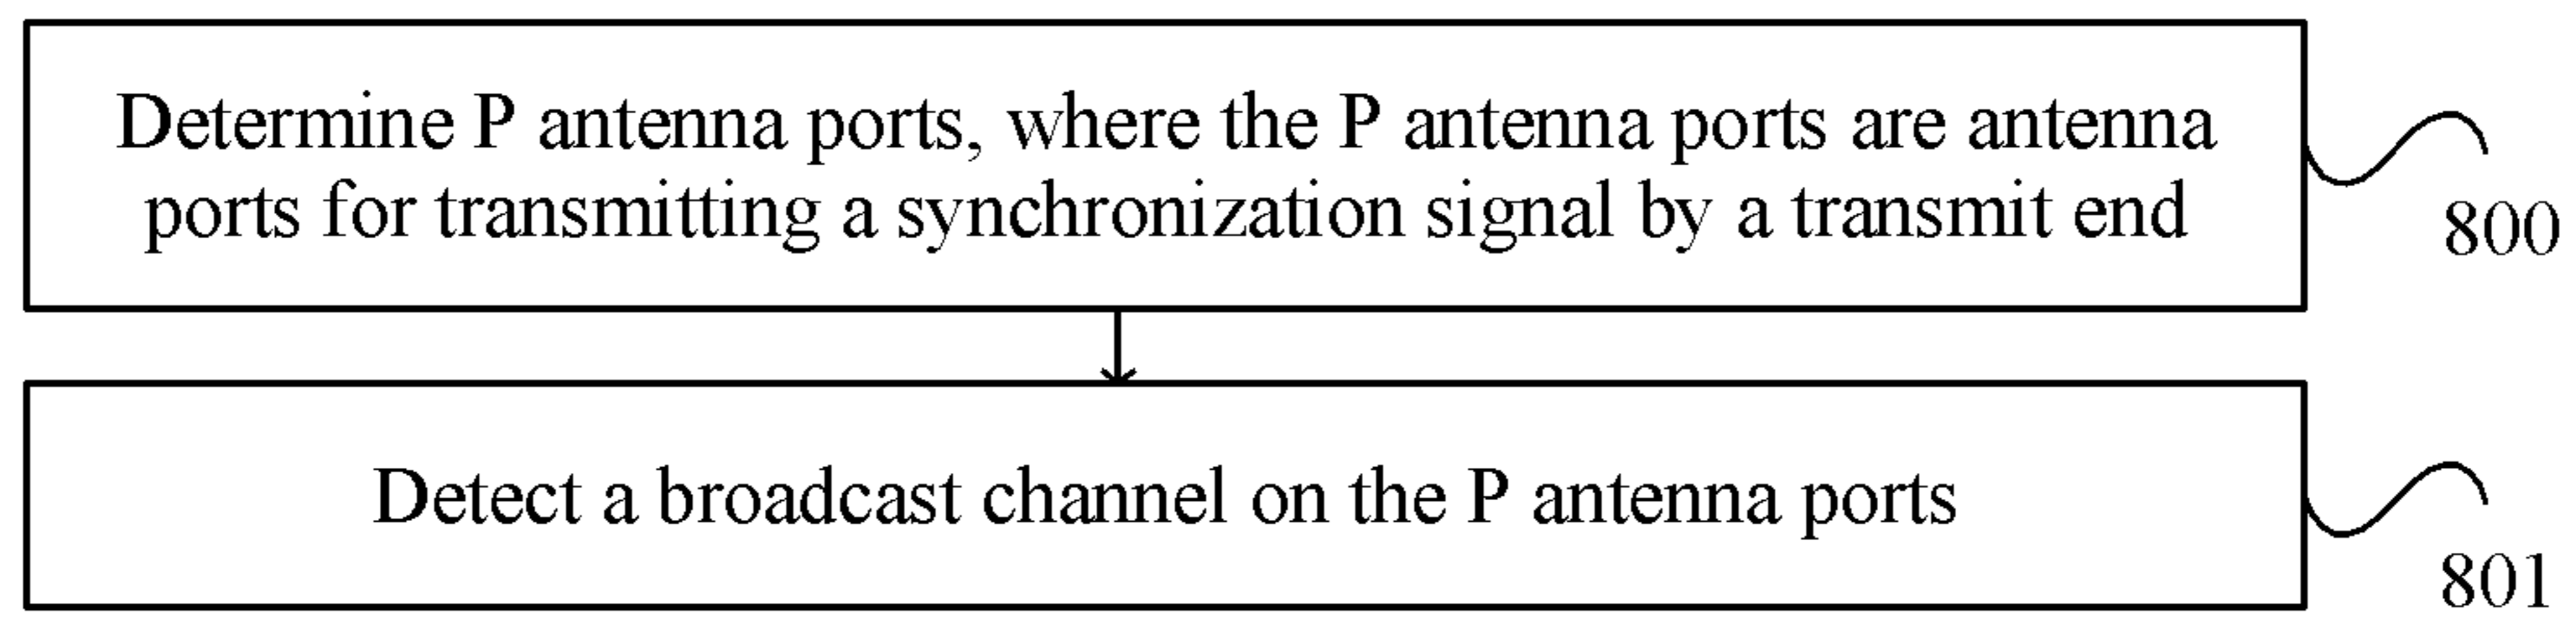 Determine P antenna ports, where the P antenna ports are antenna
ports for transmitting a synchronization signal by a transmit end
800
Detect a broadcast channel on the P antenna ports
801